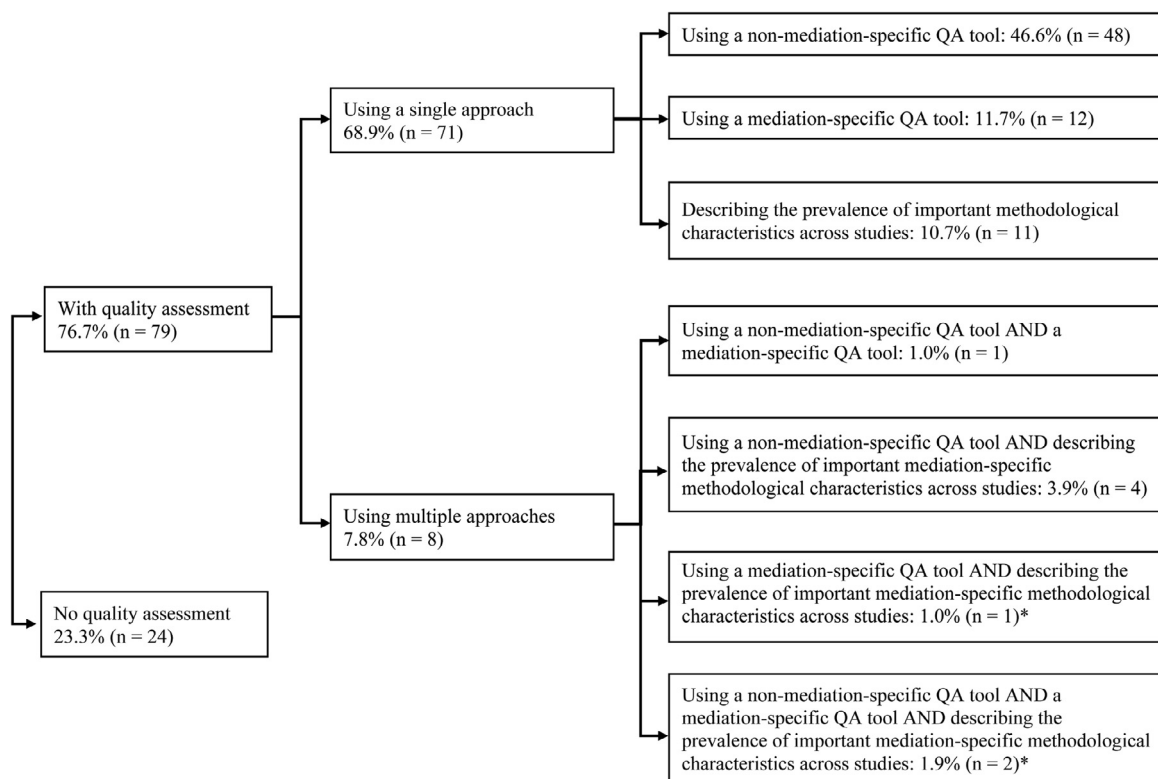 Using a non-mediation-specific QA tool: 46.6% (n = 48)
Using a single approach
68.9% (n = 71)
Using a mediation-specific QA tool: 11.7% (n = 12)
Describing the prevalence of important methodological
characteristics across studies: 10.7% (n = 11)
With quality assessment
76.7% (n = 79)
Using a non-mediation-specific QA tool AND a
mediation-specific QA tool: 1.0% (n = 1)
Using a non-mediation-specific QA tool AND describing
the prevalence of important mediation-specific
methodological characteristics across studies: 3.9% (n = 4)
Using multiple approaches
7.8% (n = 8)
Using a mediation-specific QA tool AND describing the
prevalence of important mediation-specific methodological
characteristics across studies: 1.0% (n = 1)*
No quality assessment
23.3% (n = 24)
Using a non-mediation-specific QA tool AND a
mediation-specific QA tool AND describing the
prevalence of important mediation-specific methodological
characteristics across studies: 1.9% (n = 2)*